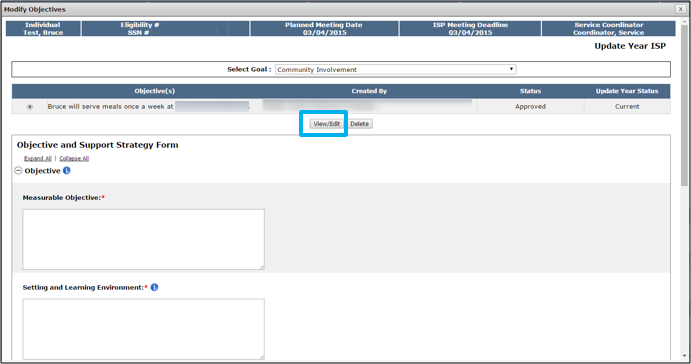 Modify Objectives X
Individual Eligibility # Planned Meeting Date ISP Meeting Deadline Service Coordinator
Test, Bruce SSN # 03/04/2015 03/04/2015 Coordinator, Service
Update Year ISP
Select Goal : Community Involvement
Objective(s) Created By Status Update Year Status
Bruce will serve meals once a week at . Approved Current
View/Edit Delete
Objective and Support Strategy Form
Expand All | Collapse All
Objective i
Measurable Objective:*
Setting and Learning Environment:* i